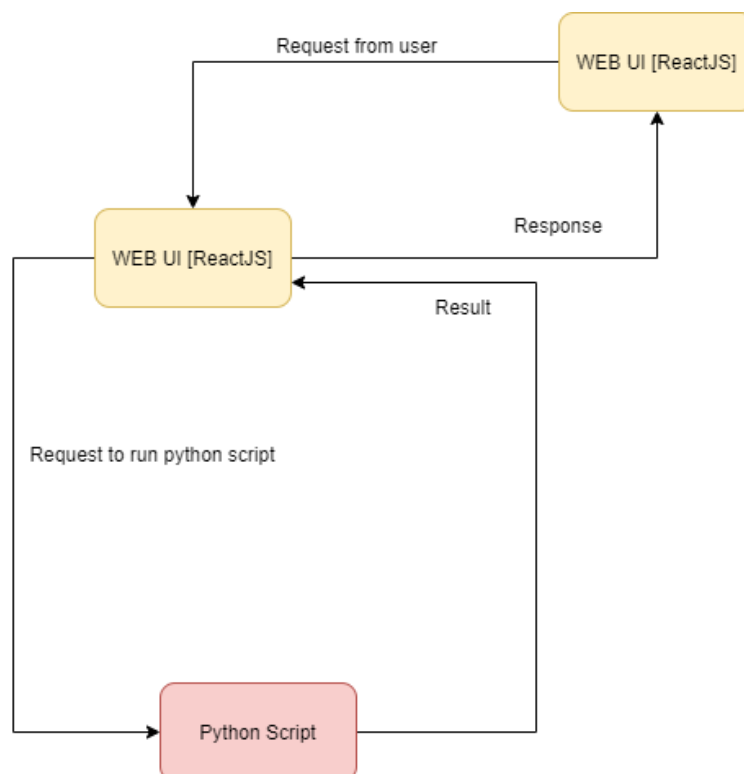 Request from user
WEB UI [ReactJS]
Response
WEB UI [ReactJS]
Result
Request to run python script
Python Script